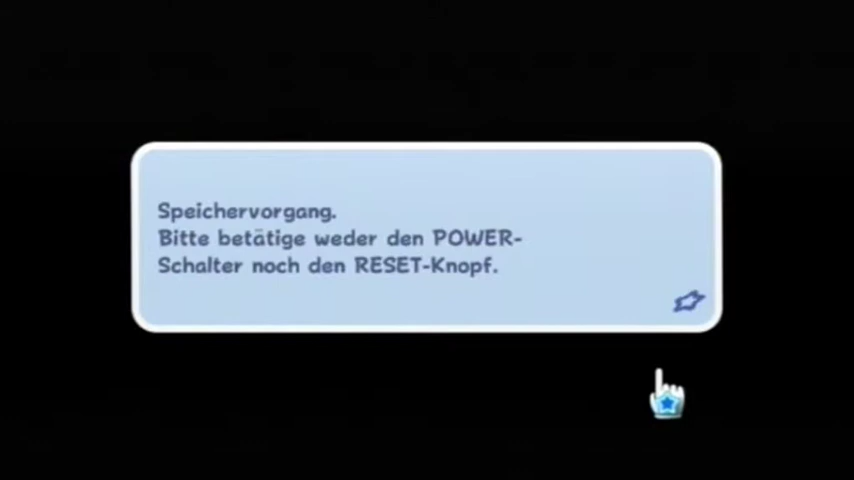 Speichervorgang.
Bitte betätige weder den POWER-
Schalter noch den RESET-Knopf.